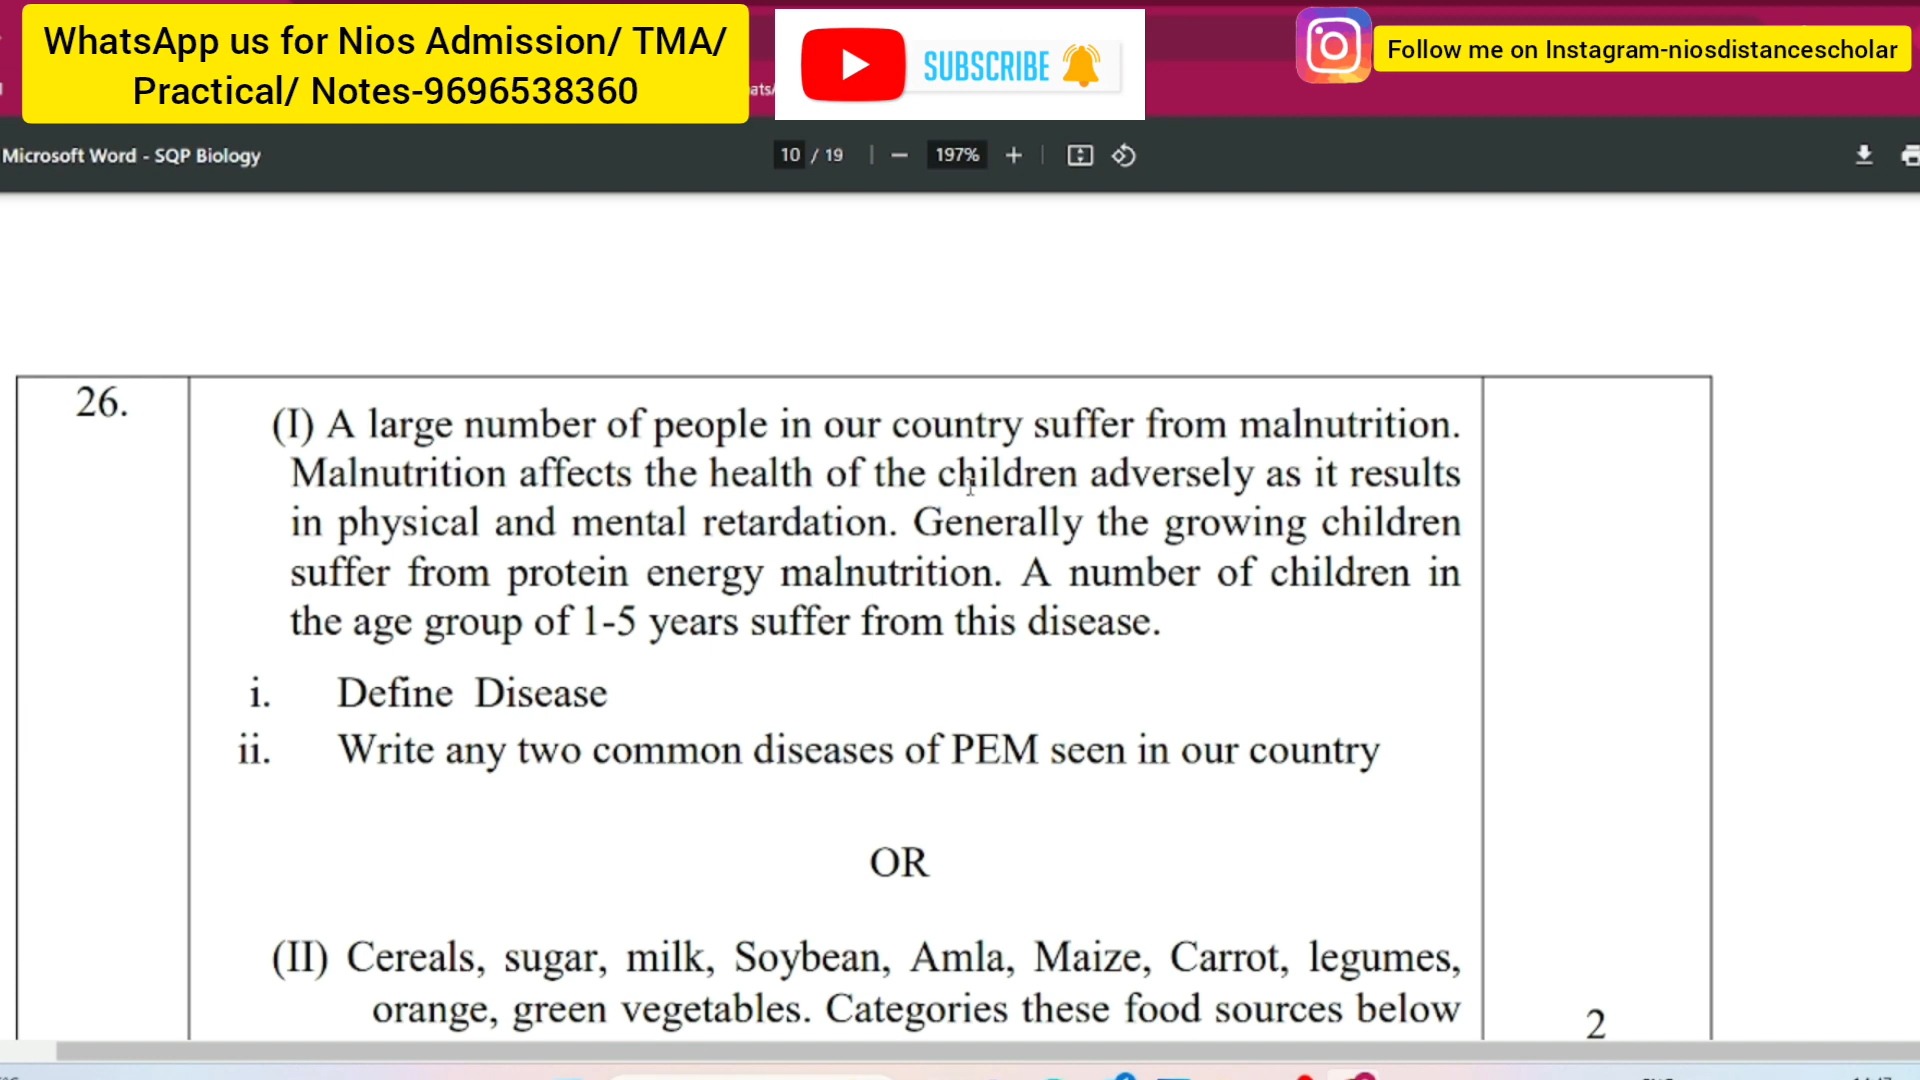 WhatsApp us for Nios Admission/ TMA/
Practical/ Notes-9696538360
SUBSCRIBE
Follow me on Instagram-niosdistancescholar
Microsoft Word - SQP Biology
10 / 19
197%
26.
(I) A large number of people in our country suffer from malnutrition.
Malnutrition affects the health of the children adversely as it results
in physical and mental retardation. Generally the growing children
suffer from protein energy malnutrition. A number of children in
the age group of 1-5 years suffer from this disease.
i. Define Disease
ii. Write any two common diseases of PEM seen in our country
OR
(II) Cereals, sugar, milk, Soybean, Amla, Maize, Carrot, legumes,
orange, green vegetables. Categories these food sources below
2